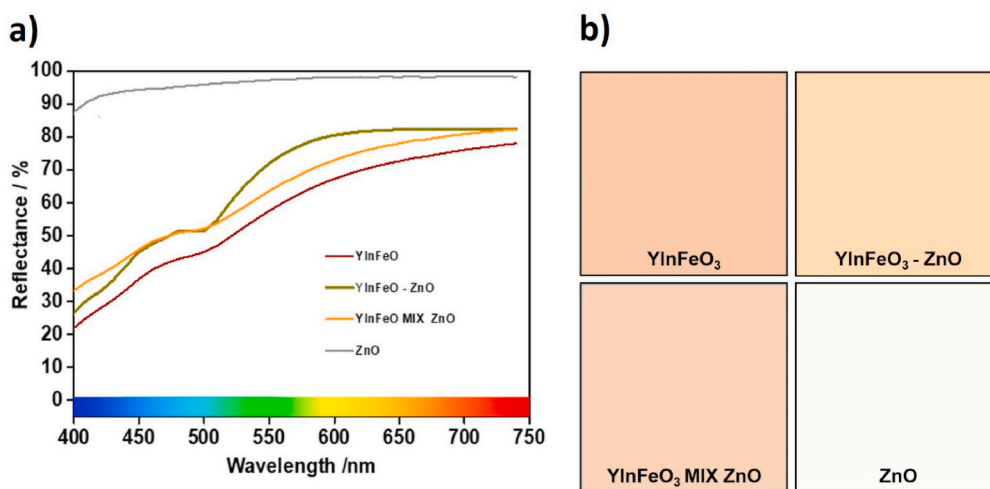 a)
100
90
80
70
60
50
40
30
20
10
0
Reflectance / %
YInFeO
YInFeO - ZnO
YInFeO MIX ZnO
ZnO
400 450 500 550 600 650 700 750
Wavelength /nm
b)
YInFeO₃
YInFeO₃ - ZnO
YInFeO₃ MIX ZnO
ZnO